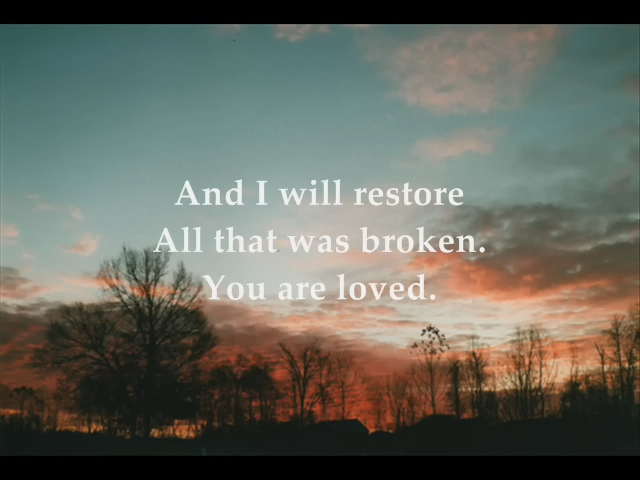 And I will restore
All that was broken.
You are loved.